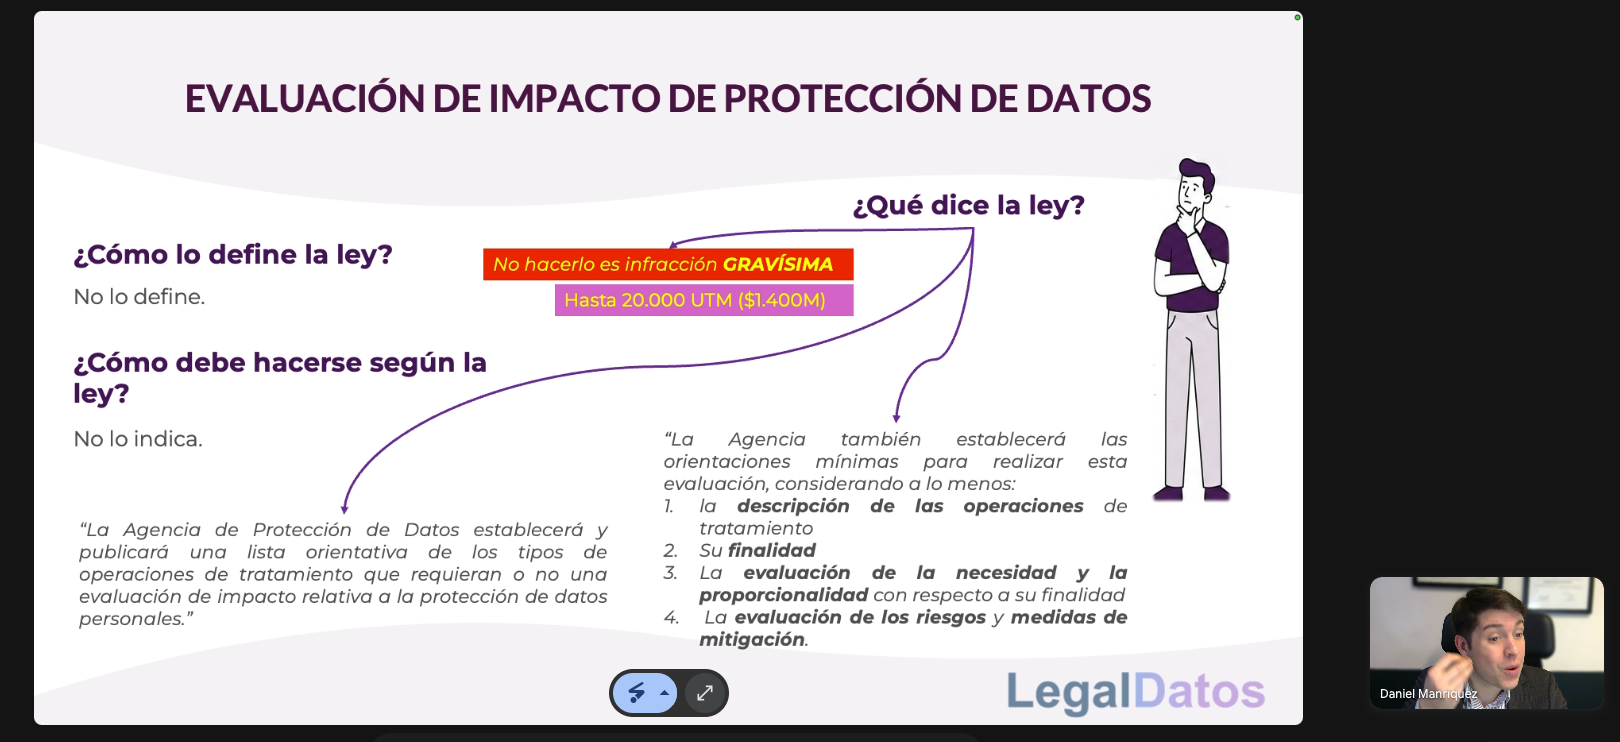 EVALUACIÓN DE IMPACTO DE PROTECCIÓN DE DATOS
¿Qué dice la ley?
¿Cómo lo define la ley?
No lo define.
No hacerlo es infracción GRAVÍSIMA
Hasta 20.000 UTM ($1.400M)
¿Cómo debe hacerse según la
ley?
No lo indica.
“La Agencia de Protección de Datos establecerá y
publicará una lista orientativa de los tipos de
operaciones de tratamiento que requieran o no una
evaluación de impacto relativa a la protección de datos
personales.”
“La Agencia también establecerá las
orientaciones mínimas para realizar esta
evaluación, considerando a lo menos:
1. la descripción de las operaciones de
tratamiento
2. Su finalidad
3. La evaluación de la necesidad y la
proporcionalidad con respecto a su finalidad
4. La evaluación de los riesgos y medidas de
mitigación.
LegalDatos
Daniel Manríquez